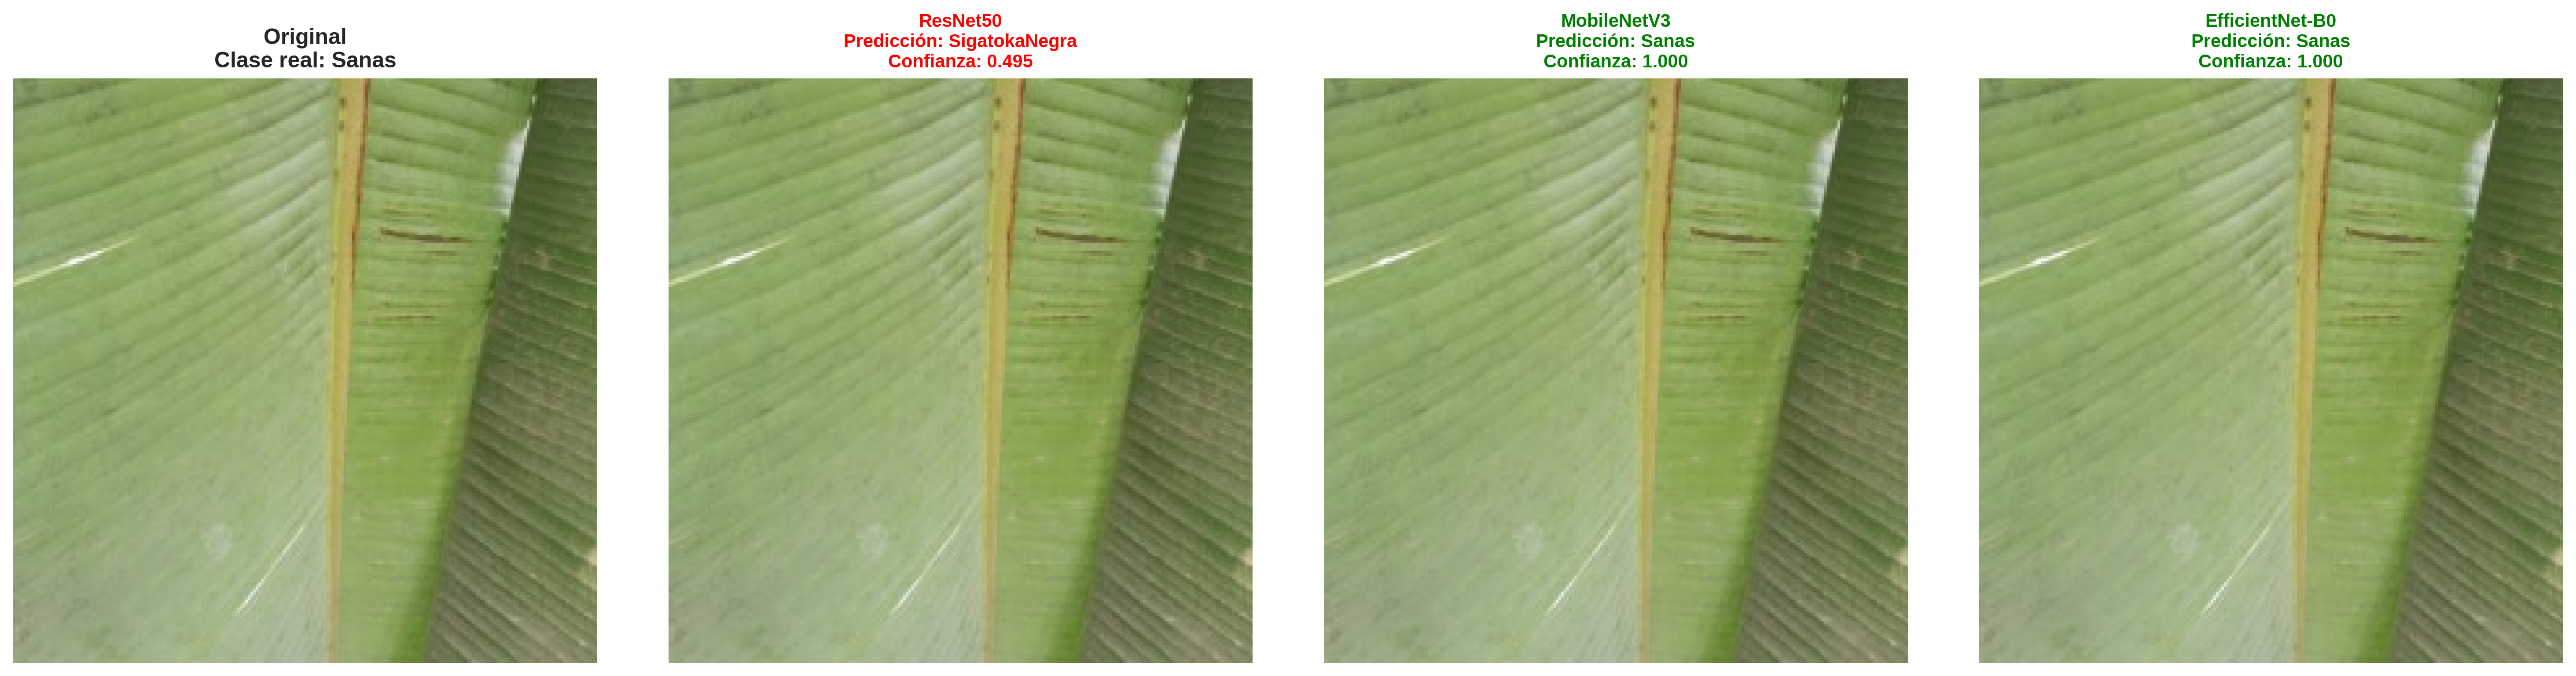 Original
Clase real: Sanas
ResNet50
Predicción: SigatokaNegra
Confianza: 0.495
MobileNetV3
Predicción: Sanas
Confianza: 1.000
EfficientNet-B0
Predicción: Sanas
Confianza: 1.000